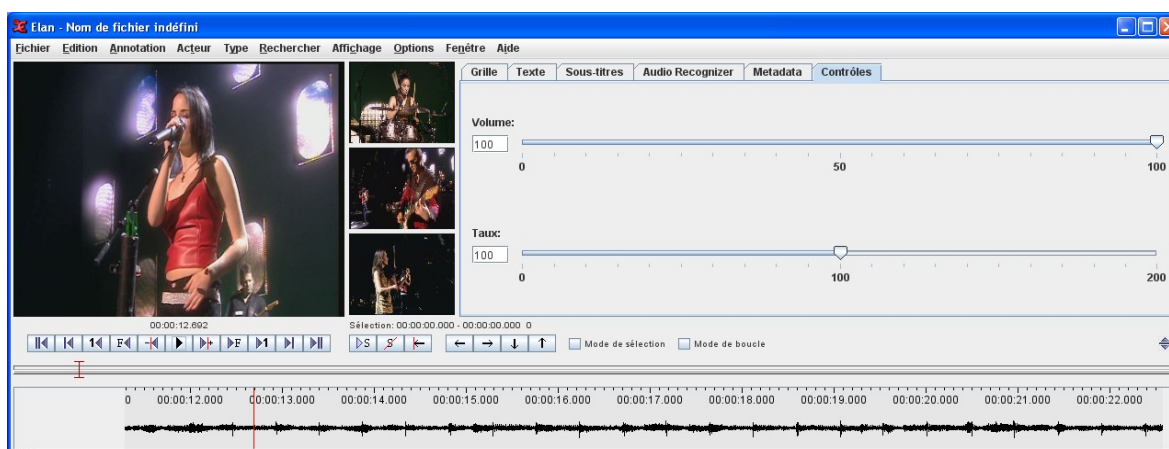 Elan - Nom de fichier indéfini
Fichier Edition Annotation Acteur Type Rechercher Affichage Options Fenêtre Aide
Grille Texte Sous-titres Audio Recognizer Metadata Contrôles
Volume:
100
0 50 100
Taux:
100
0 100 200
00:00:12.692
Sélection: 00:00:00.000 - 00:00:00.000 0
1 F F 1 S S Mode de sélection Mode de boucle
0 00:00:12.000 00:00:13.000 00:00:14.000 00:00:15.000 00:00:16.000 00:00:17.000 00:00:18.000 00:00:19.000 00:00:20.000 00:00:21.000 00:00:22.000